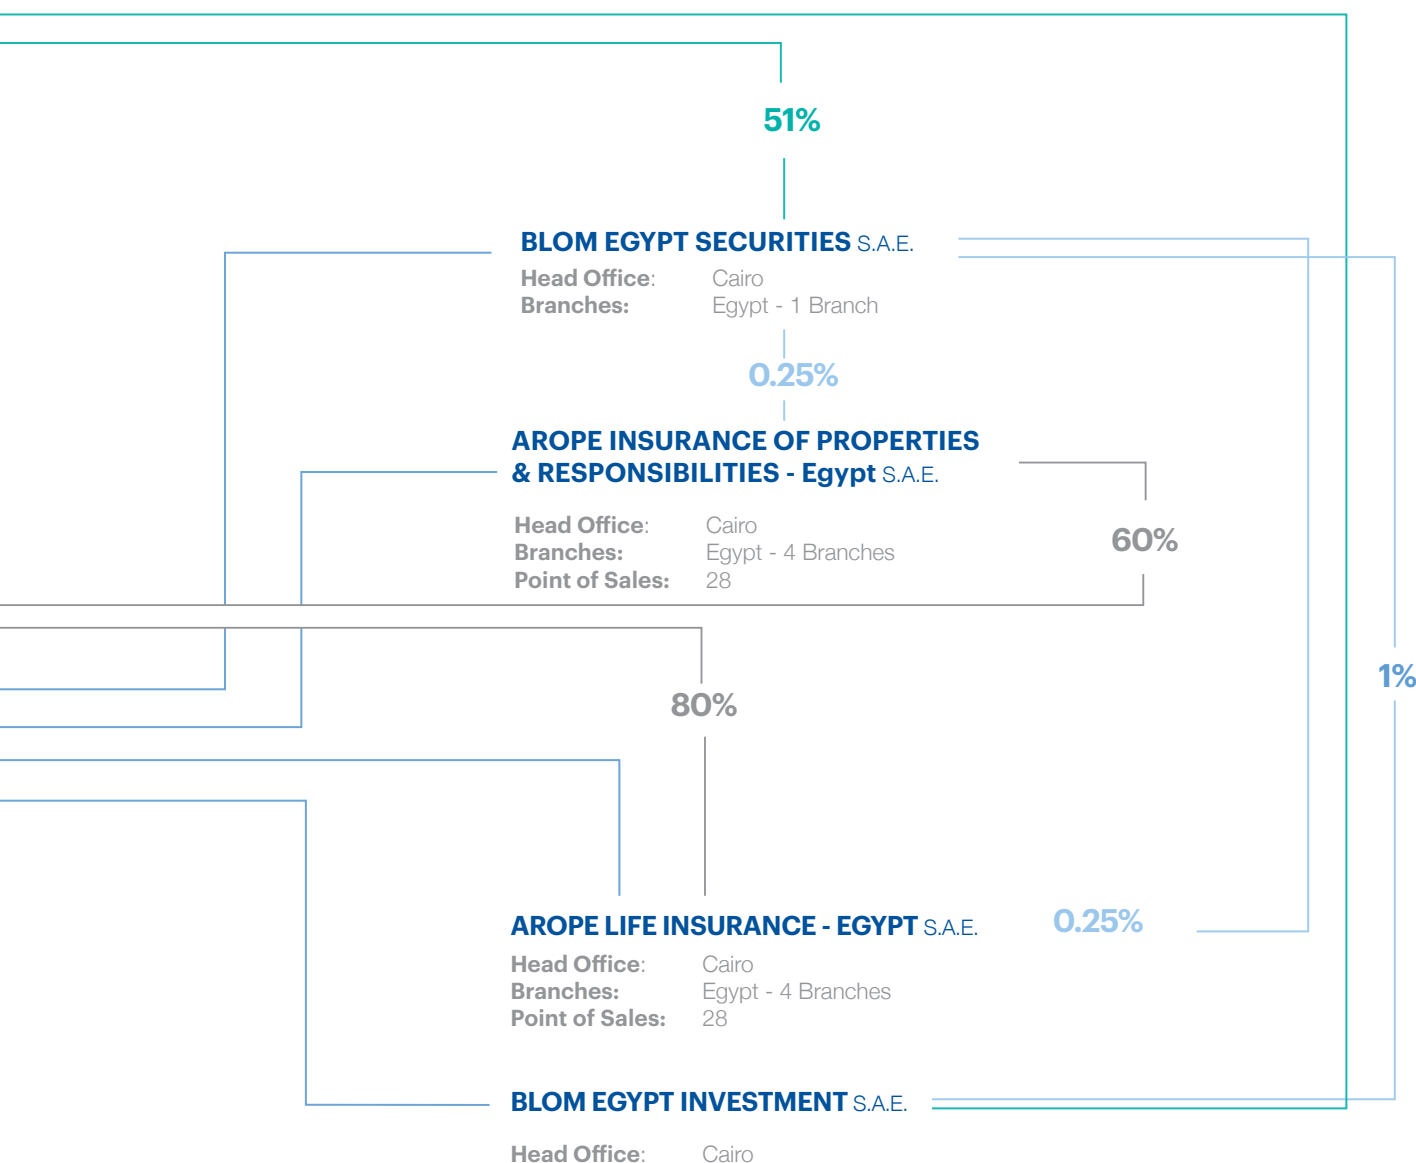 51%
BLOM EGYPT SECURITIES S.A.E.
Head Office: Cairo
Branches: Egypt - 1 Branch
0.25%
AROPE INSURANCE OF PROPERTIES
& RESPONSIBILITIES - Egypt S.A.E.
Head Office: Cairo
Branches: Egypt - 4 Branches
Point of Sales: 28
60%
1%
80%
AROPE LIFE INSURANCE - EGYPT S.A.E.
0.25%
Head Office: Cairo
Branches: Egypt - 4 Branches
Point of Sales: 28
BLOM EGYPT INVESTMENT S.A.E.
Head Office: Cairo